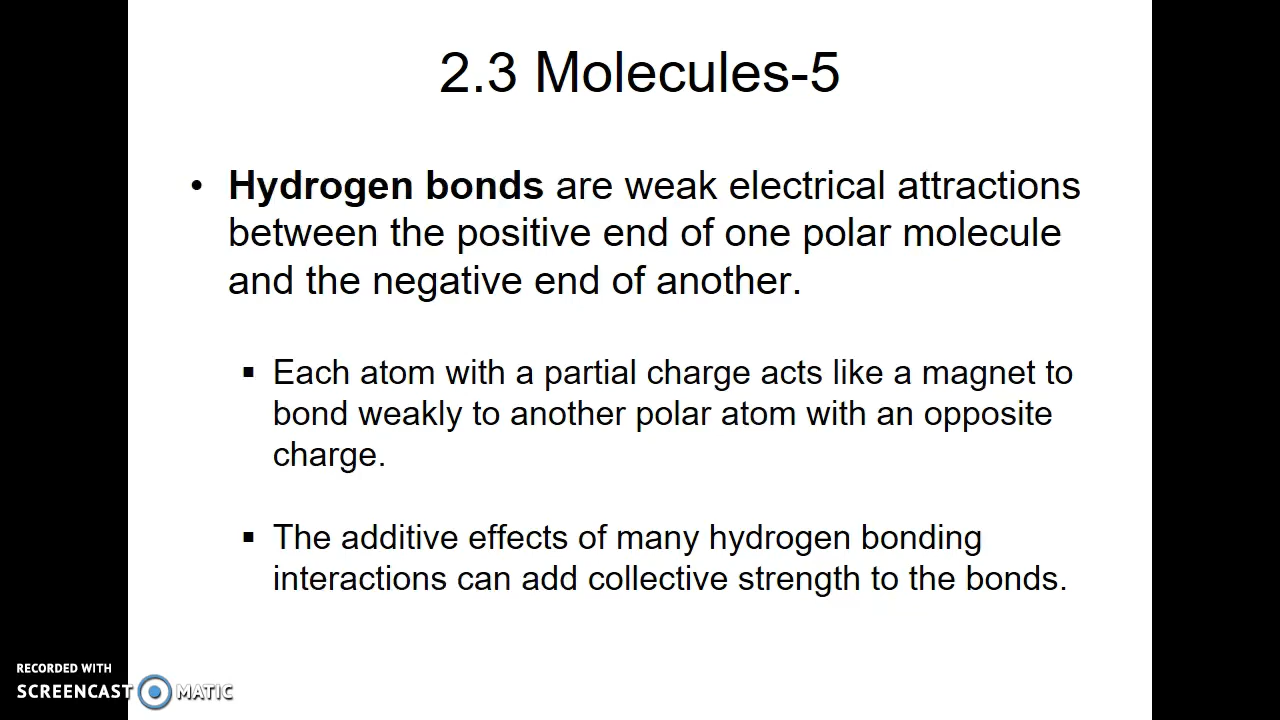 2.3 Molecules-5
• Hydrogen bonds are weak electrical attractions
between the positive end of one polar molecule
and the negative end of another.
▪ Each atom with a partial charge acts like a magnet to
bond weakly to another polar atom with an opposite
charge.
▪ The additive effects of many hydrogen bonding
interactions can add collective strength to the bonds.
RECORDED WITH
SCREENCAST MATIC